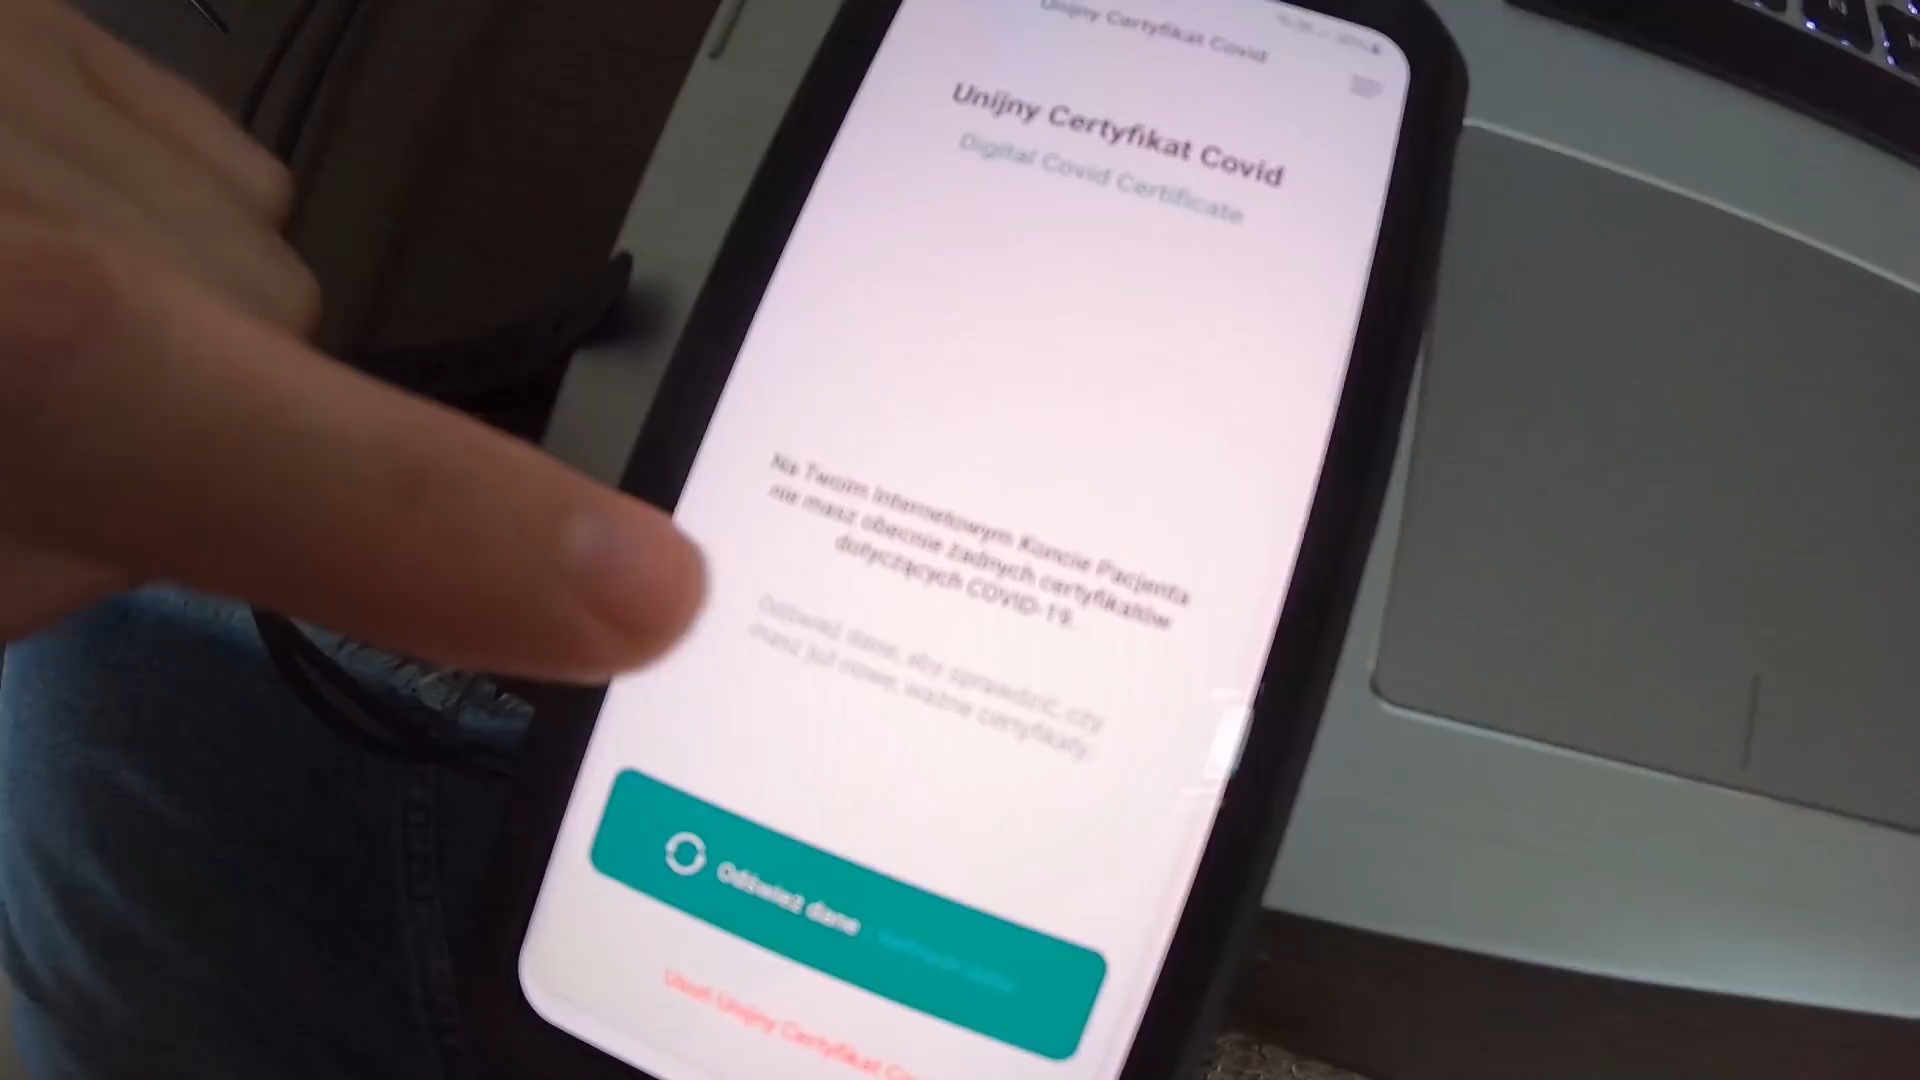 Unijny Certyfikat Covid
Unijny Certyfikat Covid
Digital Covid Certificate
Na Twoim Internetowym Koncie Pacjenta
nie masz obecnie żadnych certyfikatów
dotyczących COVID-19.
Odśwież dane, aby sprawdzić, czy
masz już nowe, ważne certyfikaty.
Odśwież dane
Usuń Unijny Certyfikat